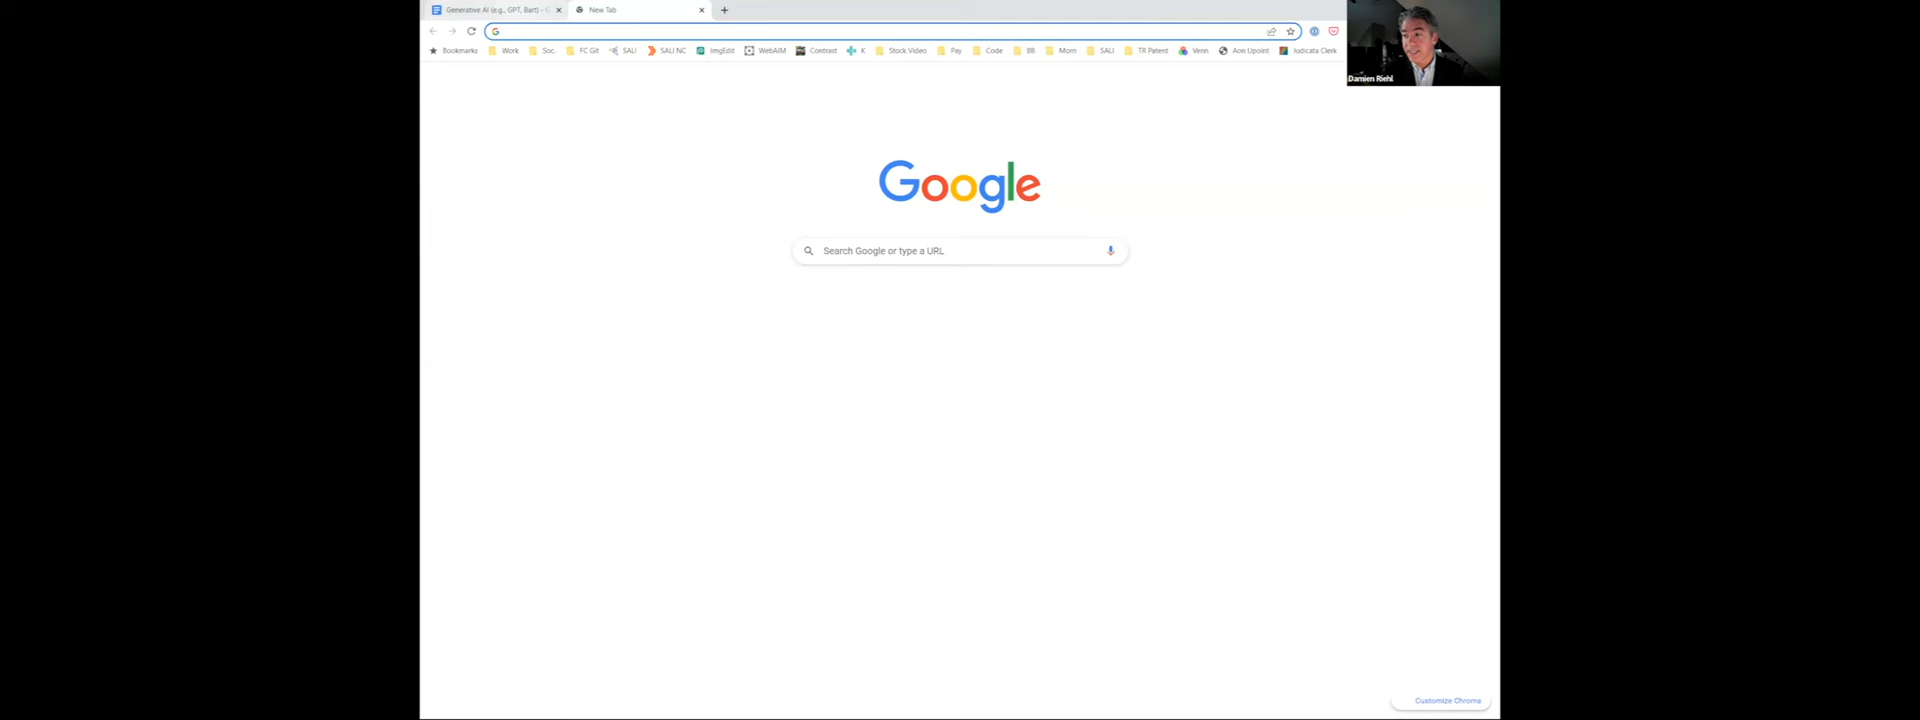 Generative AI (e.g., GPT, Bart) - G
New Tab
Bookmarks Work Soc. FC Git SALI SALI NC ImgEdit WebAIM Contrast K Stock Video Pay Code BB Morn SALI TR Patent Venn Aon Upoint Judicata Clerk
Damien Riehl
Google
Search Google or type a URL
Customize Chrome